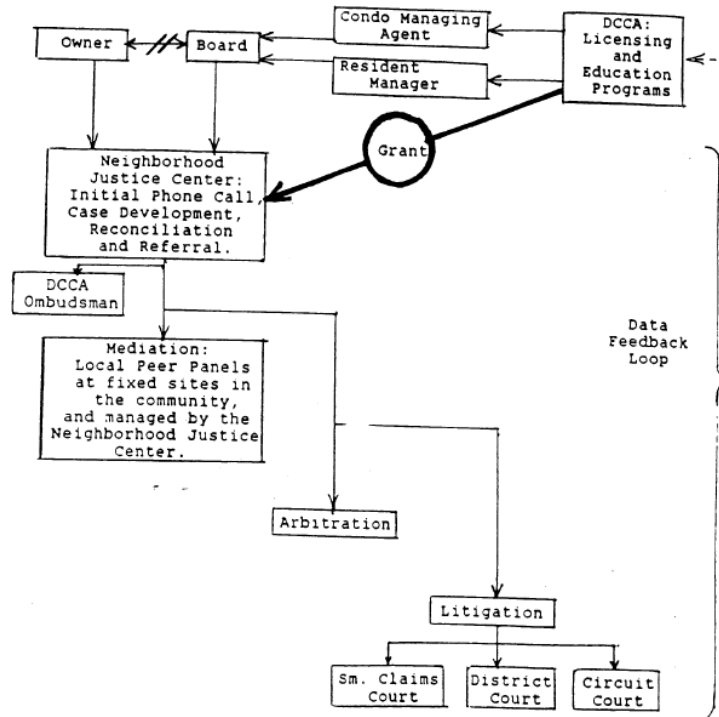 Owner
Board
Condo Managing
Agent
Resident
Manager
DCCA:
Licensing
and
Education
Programs
Grant
Neighborhood
Justice Center:
Initial Phone Call,
Case Development,
Reconciliation
and Referral.
DCCA
Ombudsman
Mediation:
Local Peer Panels
at fixed sites in
the community,
and managed by the
Neighborhood Justice
Center.
Data
Feedback
Loop
Arbitration
Litigation
Sm. Claims
Court
District
Court
Circuit
Court